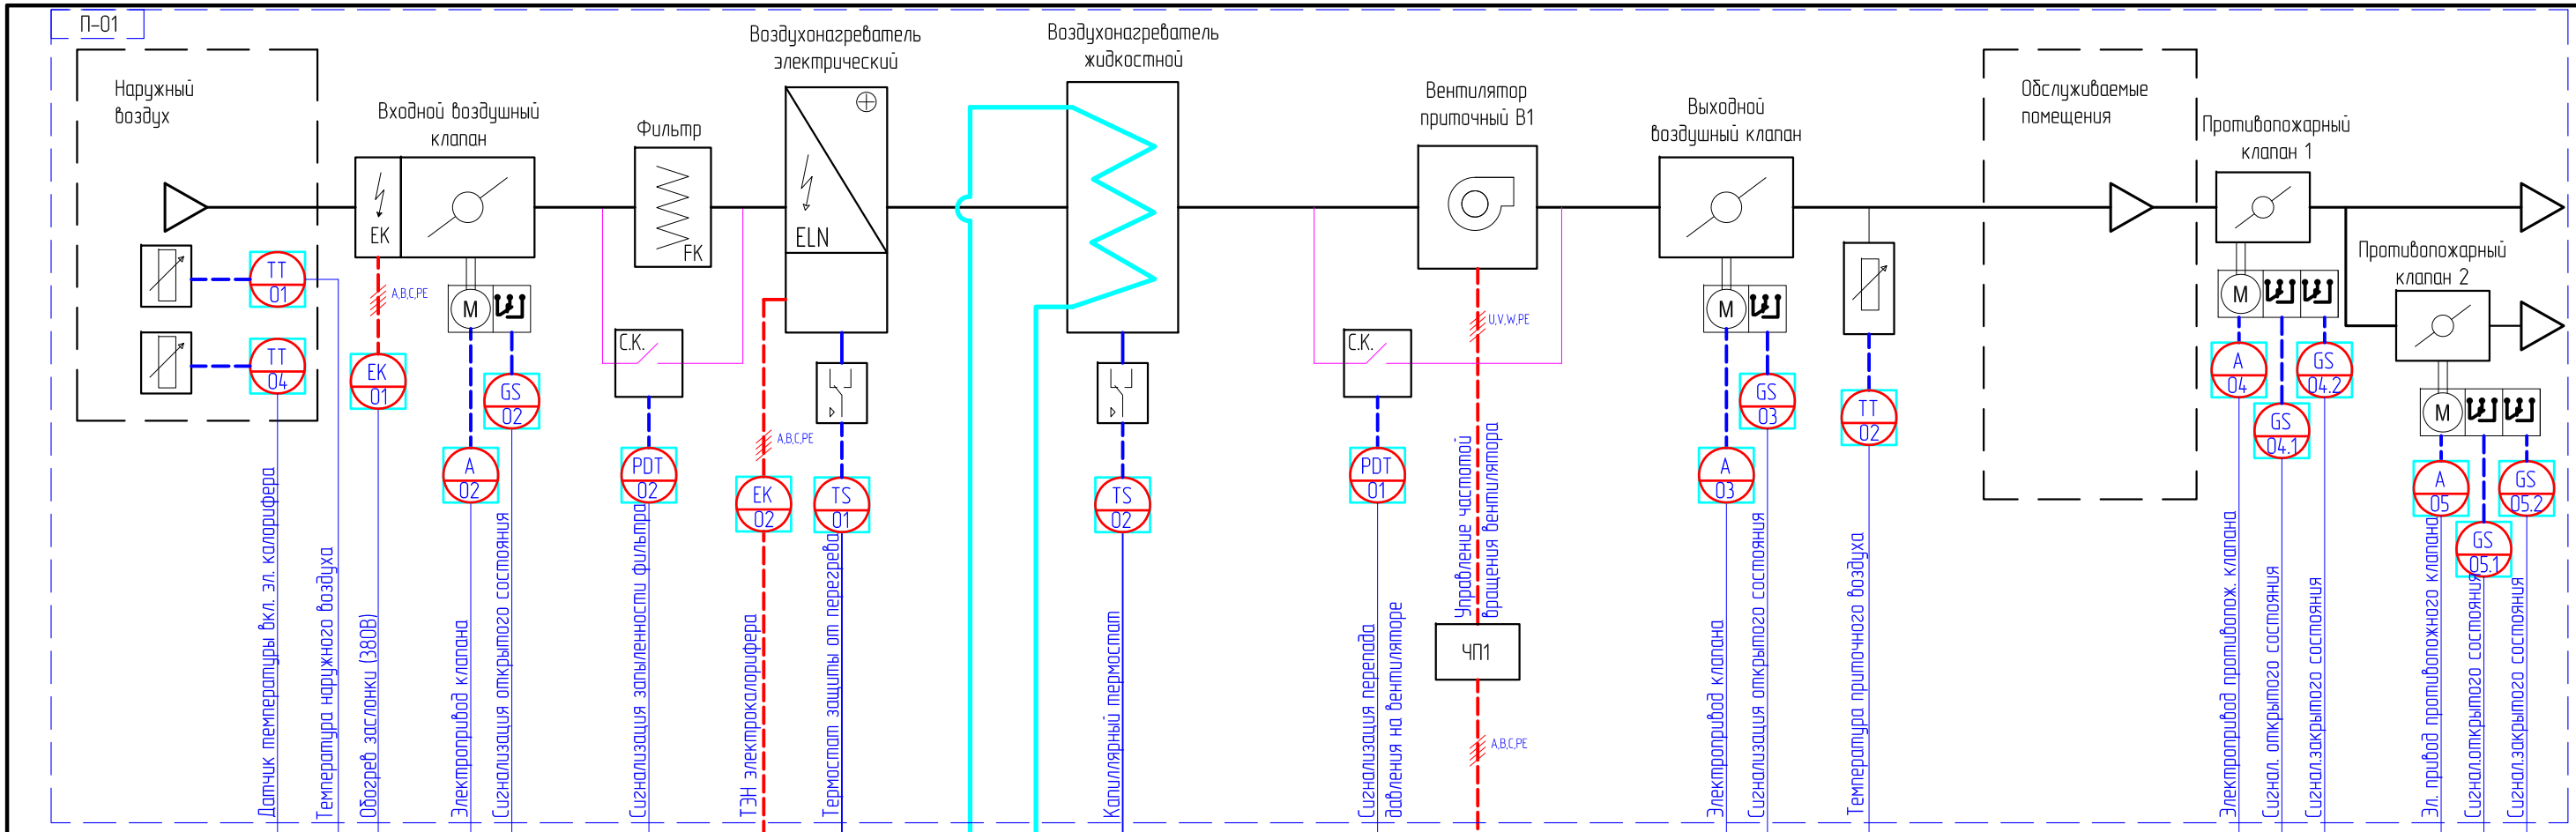 П-01
Наружный
воздух
Входной воздушный
клапан
Фильтр
Воздухонагреватель
электрический
Воздухонагреватель
жидкостной
Вентилятор
приточный В1
Выходной
воздушный клапан
Обслуживаемые
помещения
Противопожарный
клапан 1
Противопожарный
клапан 2
EK
FK
ELN
С.К.
С.К.
M
M
M
M
A,B,C,PE
A,B,C,PE
U,V,W,PE
A,B,C,PE
TT
01
TT
04
EK
01
A
02
GS
02
PDT
02
EK
02
TS
01
TS
02
PDT
01
A
03
GS
03
TT
02
A
04
GS
04.1
GS
04.2
A
05
GS
05.1
GS
05.2
ЧП1
Датчик температуры вкл. эл. калорифера
Температура наружного воздуха
Обогрев заслонки (380В)
Электропривод клапана
Сигнализация открытого состояния
Сигнализация запыленности фильтра
ТЭН электрокалорифера
Термостат защиты от перегрева
Капиллярный термостат
Сигнализация перепада
давления на вентиляторе
Управление частотой
вращения вентилятора
Электропривод клапана
Сигнализация открытого состояния
Температура приточного воздуха
Электропривод противопож. клапана
Сигнал. открытого состояния
Сигнал.закрытого состояния
Эл. привод противопожного клапана
Сигнал.открытого состояния
Сигнал.закрытого состояния